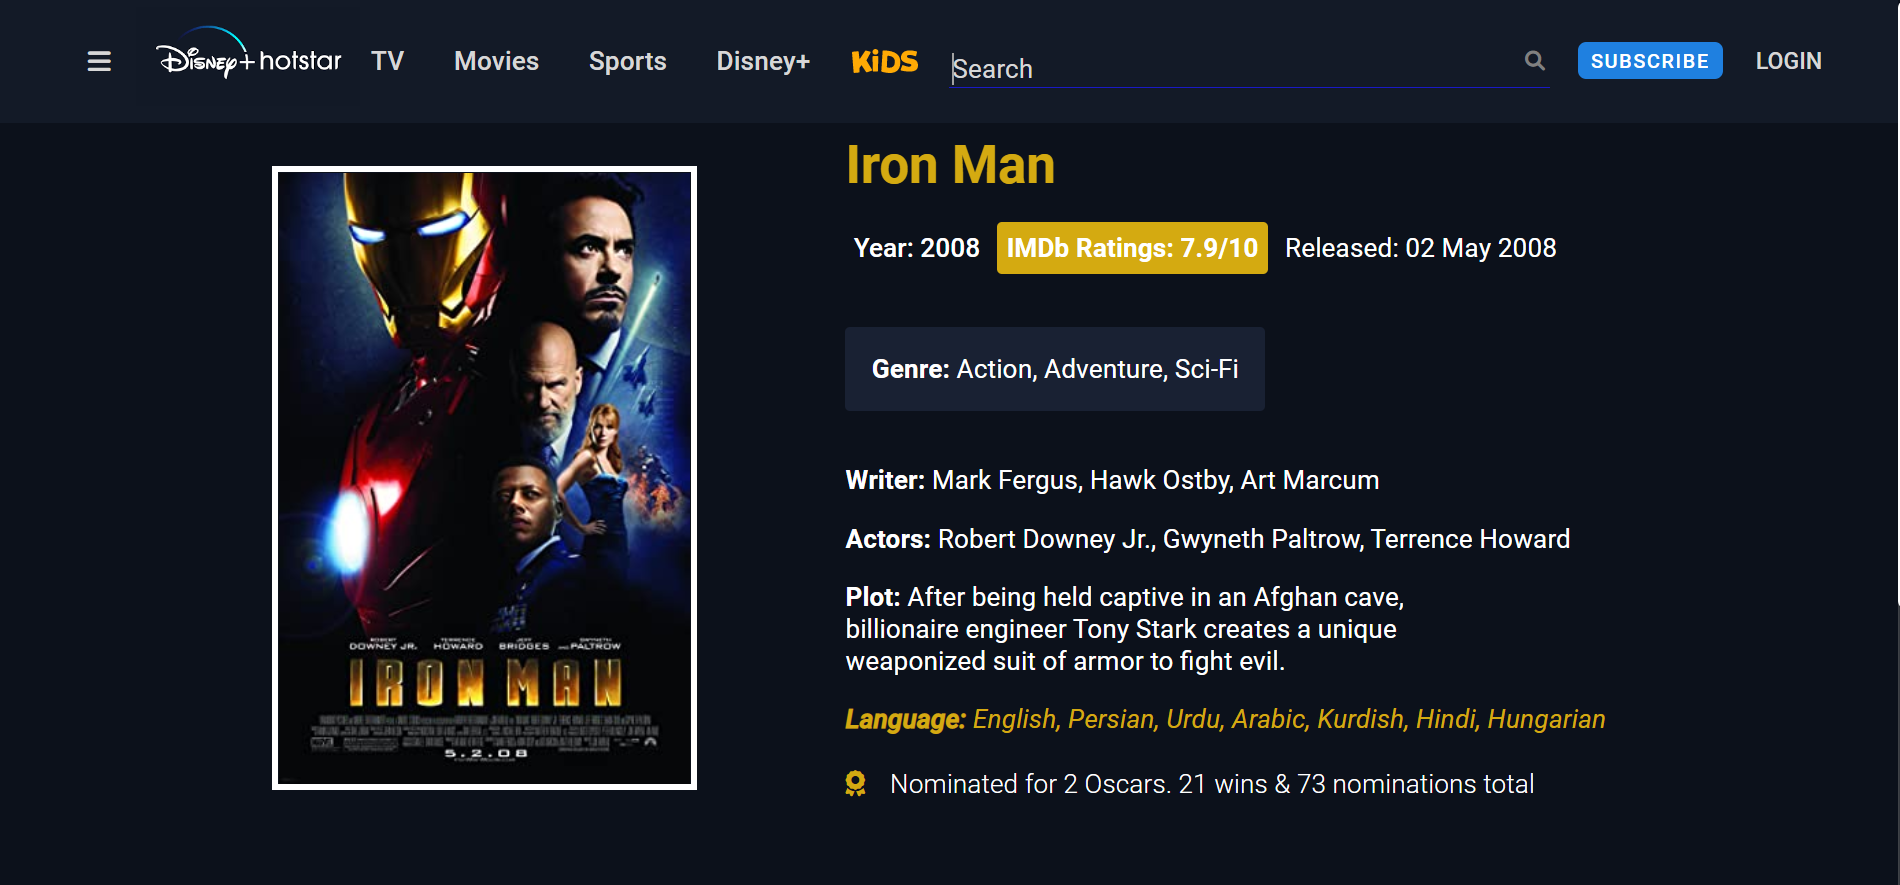 Disney+ hotstar TV Movies Sports Disney+ KiDS Search SUBSCRIBE LOGIN
Iron Man
Year: 2008 IMDb Ratings: 7.9/10 Released: 02 May 2008
Genre: Action, Adventure, Sci-Fi
Writer: Mark Fergus, Hawk Ostby, Art Marcum
Actors: Robert Downey Jr., Gwyneth Paltrow, Terrence Howard
Plot: After being held captive in an Afghan cave,
billionaire engineer Tony Stark creates a unique
weaponized suit of armor to fight evil.
Language: English, Persian, Urdu, Arabic, Kurdish, Hindi, Hungarian
Nominated for 2 Oscars. 21 wins & 73 nominations total
ROBERT TERRENCE JEFF GWYNETH
DOWNEY JR. HOWARD BRIDGES AND PALTROW
IRON MAN
5.2.08